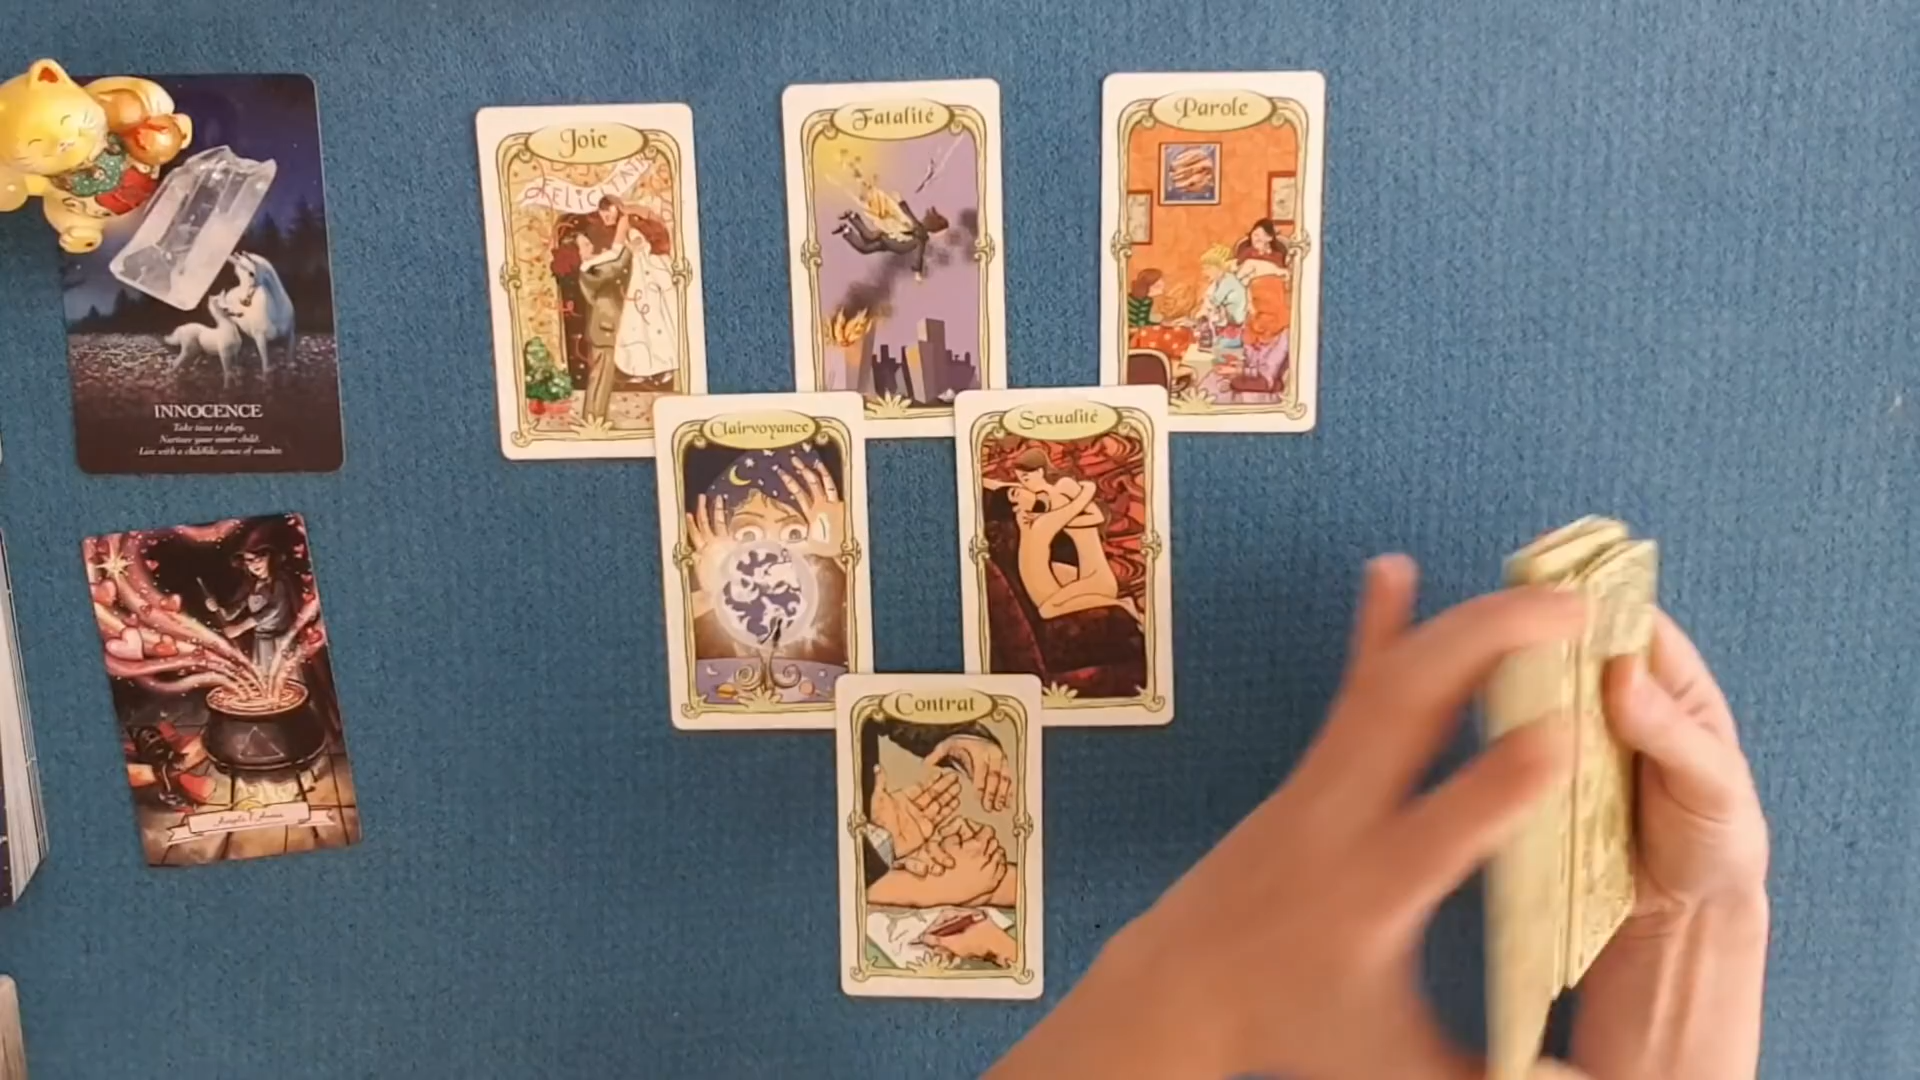 Joie
FELICITATI
Fatalité
Parole
Clairvoyance
Sexualité
Contrat
INNOCENCE
Take time to play.
Nurture your inner child.
Live with a childlike sense of wonder.